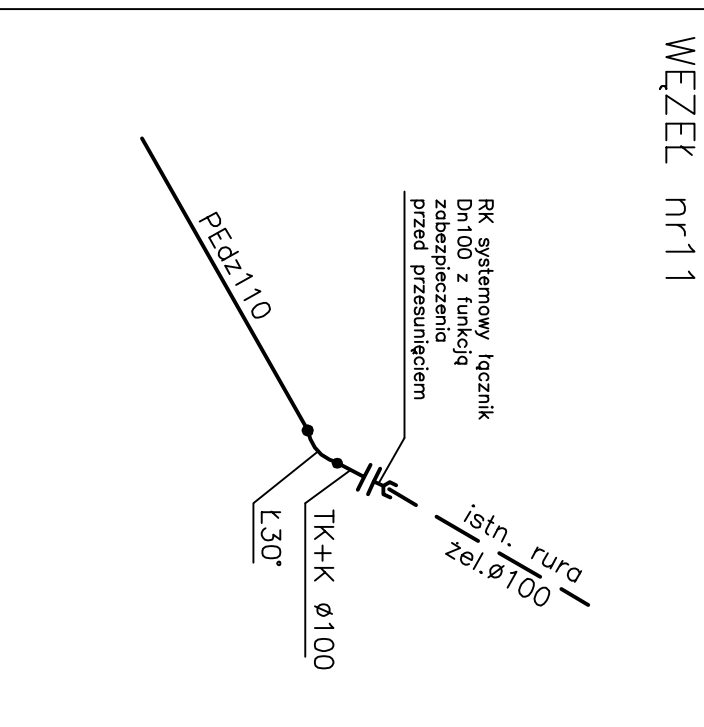 WĘZEŁ nr11
RK systemowy łącznik
Dn100 z funkcją
zabezpieczenia
przed przesunięciem
PEdz110
istn. rura
żel.ø100
TK+K ø100
Ł30°